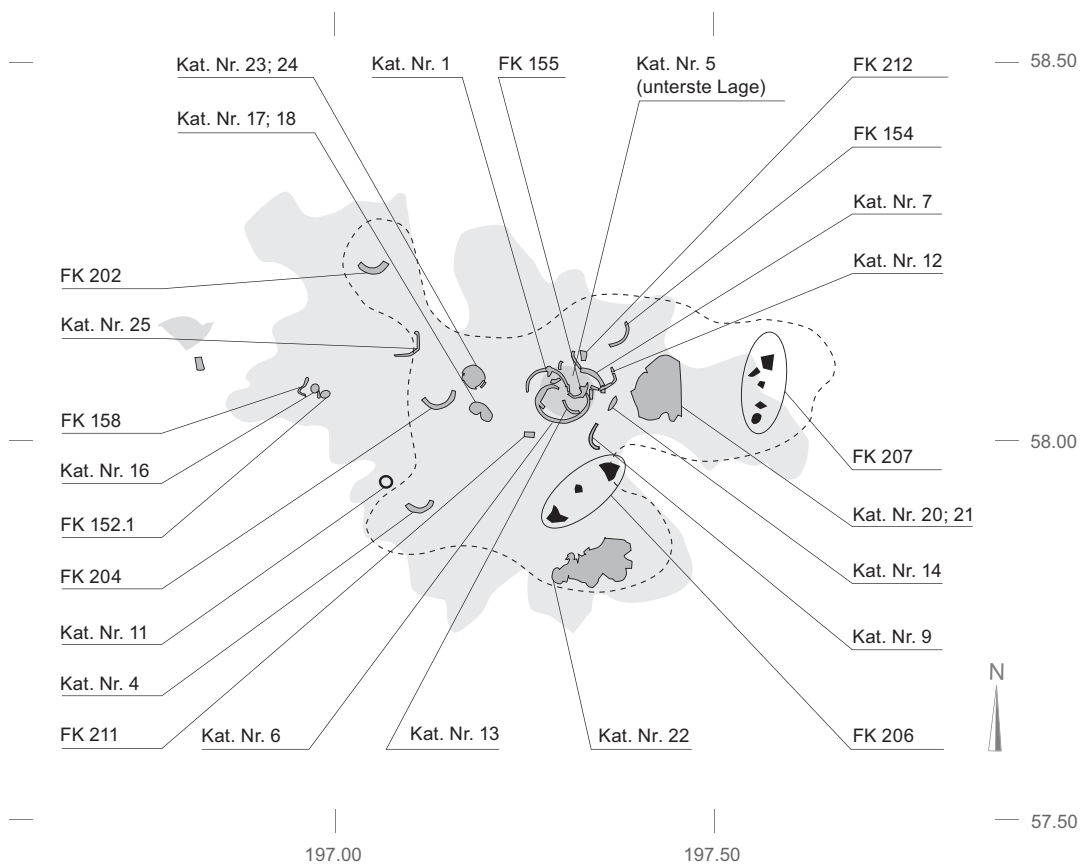 Kat. Nr. 23; 24
Kat. Nr. 1
FK 155
Kat. Nr. 5
(unterste Lage)
FK 212
58.50
Kat. Nr. 17; 18
FK 154
Kat. Nr. 7
Kat. Nr. 12
FK 202
Kat. Nr. 25
FK 158
58.00
Kat. Nr. 16
FK 207
FK 152.1
Kat. Nr. 20; 21
FK 204
Kat. Nr. 14
Kat. Nr. 11
Kat. Nr. 9
Kat. Nr. 4
N
FK 211
Kat. Nr. 6
Kat. Nr. 13
Kat. Nr. 22
FK 206
57.50
197.00
197.50